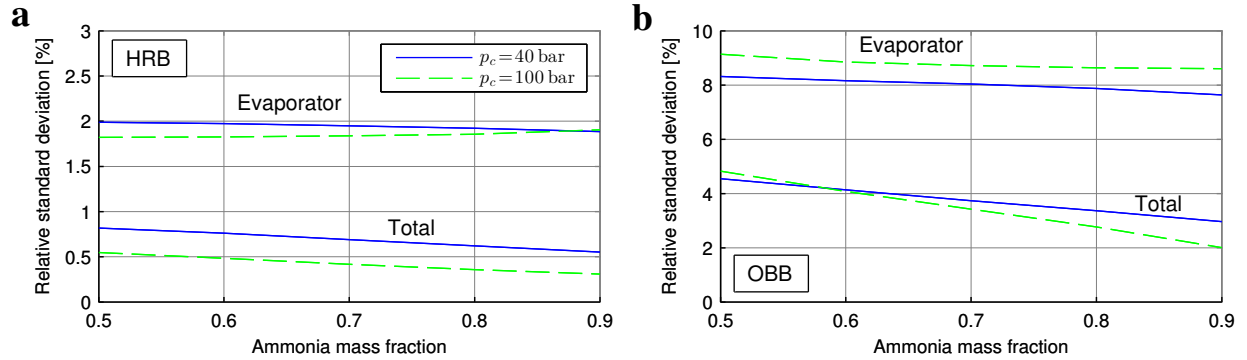 a
Relative standard deviation [%]
3
2.5
2
1.5
1
0.5
0
HRB
p_c=40 bar
p_c=100 bar
Evaporator
Total
0.5 0.6 0.7 0.8 0.9
Ammonia mass fraction
b
Relative standard deviation [%]
10
8
6
4
2
0
Evaporator
Total
OBB
0.5 0.6 0.7 0.8 0.9
Ammonia mass fraction